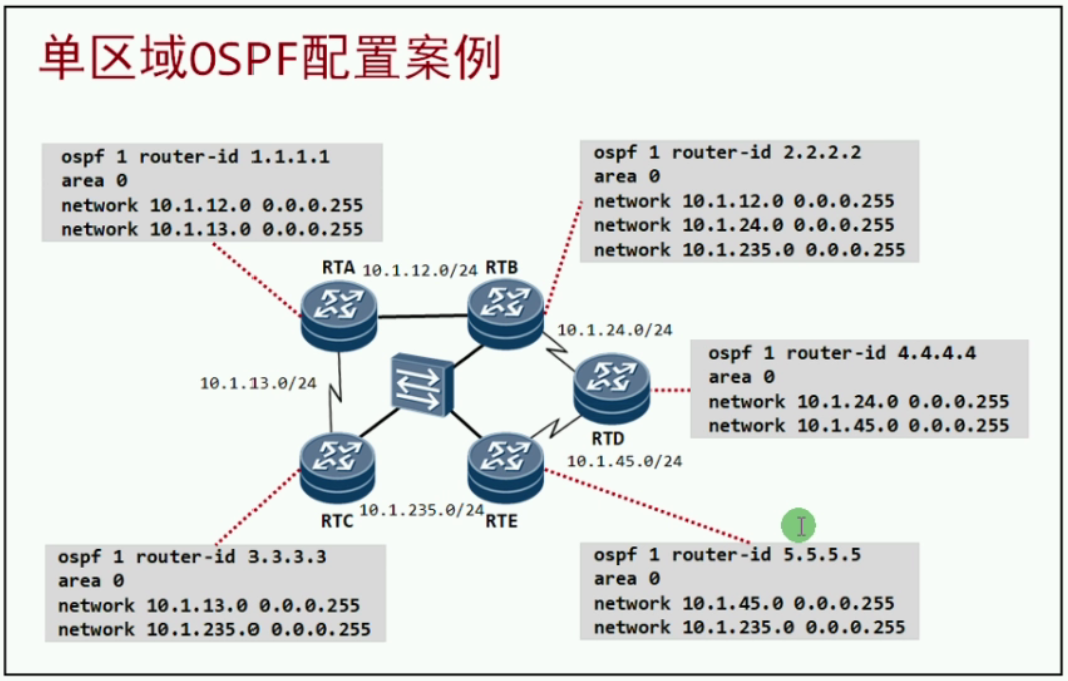 单区域OSPF配置案例
ospf 1 router-id 1.1.1.1
area 0
network 10.1.12.0 0.0.0.255
network 10.1.13.0 0.0.0.255
ospf 1 router-id 2.2.2.2
area 0
network 10.1.12.0 0.0.0.255
network 10.1.24.0 0.0.0.255
network 10.1.235.0 0.0.0.255
RTA 10.1.12.0/24 RTB
10.1.24.0/24
10.1.13.0/24
ospf 1 router-id 4.4.4.4
area 0
network 10.1.24.0 0.0.0.255
network 10.1.45.0 0.0.0.255
RTD
10.1.45.0/24
RTC 10.1.235.0/24 RTE
ospf 1 router-id 3.3.3.3
area 0
network 10.1.13.0 0.0.0.255
network 10.1.235.0 0.0.0.255
ospf 1 router-id 5.5.5.5
area 0
network 10.1.45.0 0.0.0.255
network 10.1.235.0 0.0.0.255